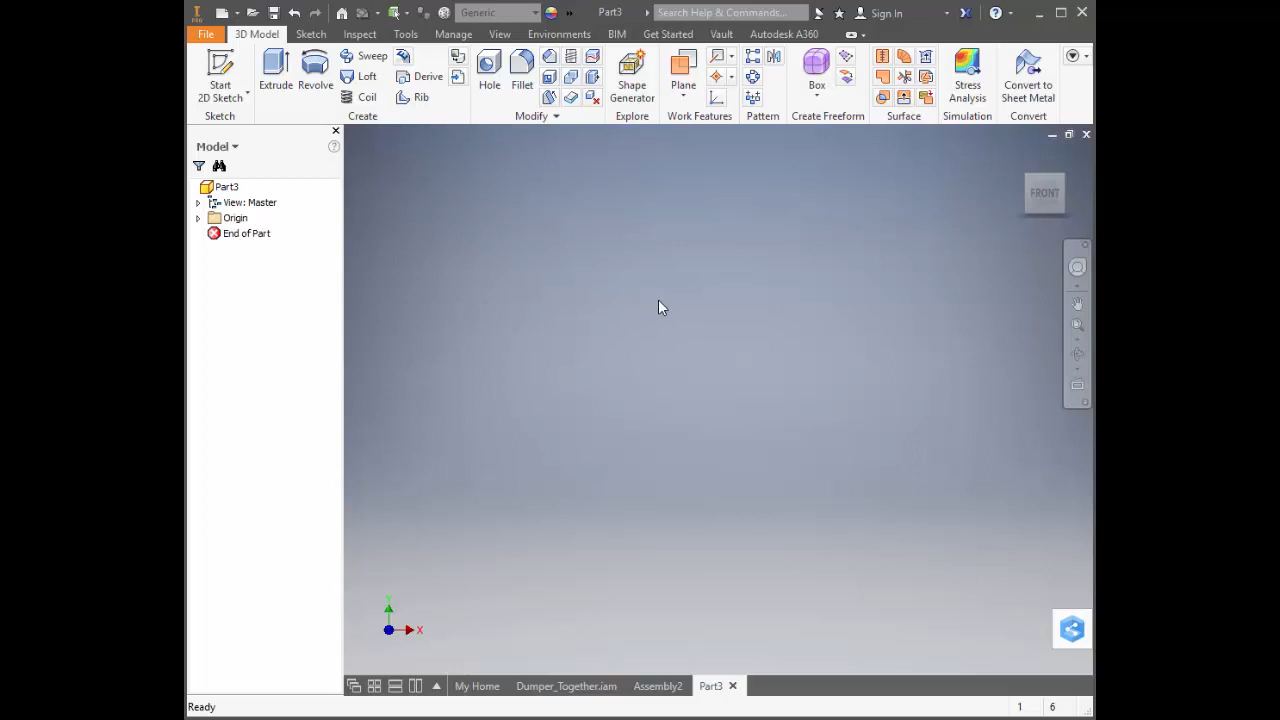 PRO
Generic
Part3
Search Help & Commands...
Sign In
File
3D Model
Sketch
Inspect
Tools
Manage
View
Environments
BIM
Get Started
Vault
Autodesk A360
Start
2D Sketch
Extrude
Revolve
Sweep
Loft
Coil
Derive
Rib
Hole
Fillet
Shape
Generator
Plane
Box
Stress
Analysis
Convert to
Sheet Metal
Sketch
Create
Modify
Explore
Work Features
Pattern
Create Freeform
Surface
Simulation
Convert
Model
Part3
View: Master
Origin
End of Part
FRONT
Y
X
My Home
Dumper_Together.iam
Assembly2
Part3
Ready
1
6